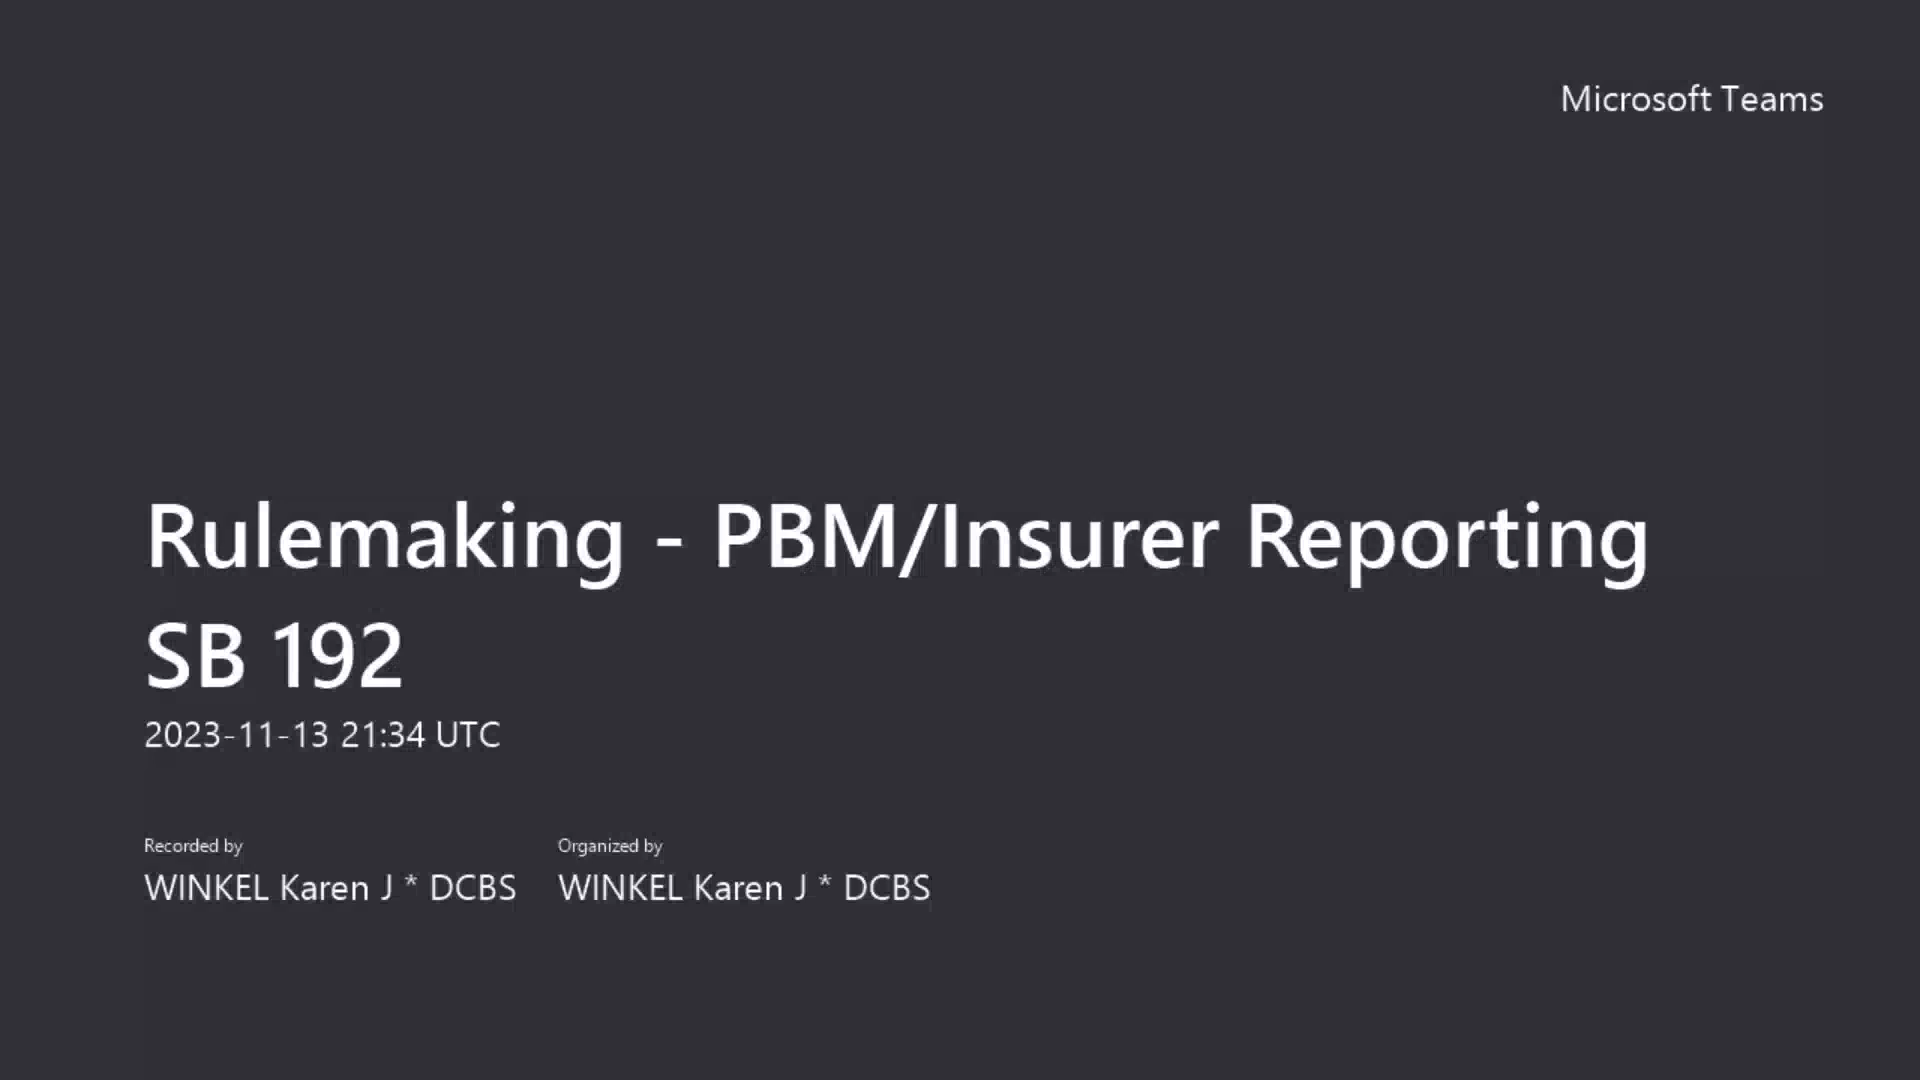 Microsoft Teams
Rulemaking - PBM/Insurer Reporting
SB 192
2023-11-13 21:34 UTC
Recorded by
WINKEL Karen J * DCBS
Organized by
WINKEL Karen J * DCBS